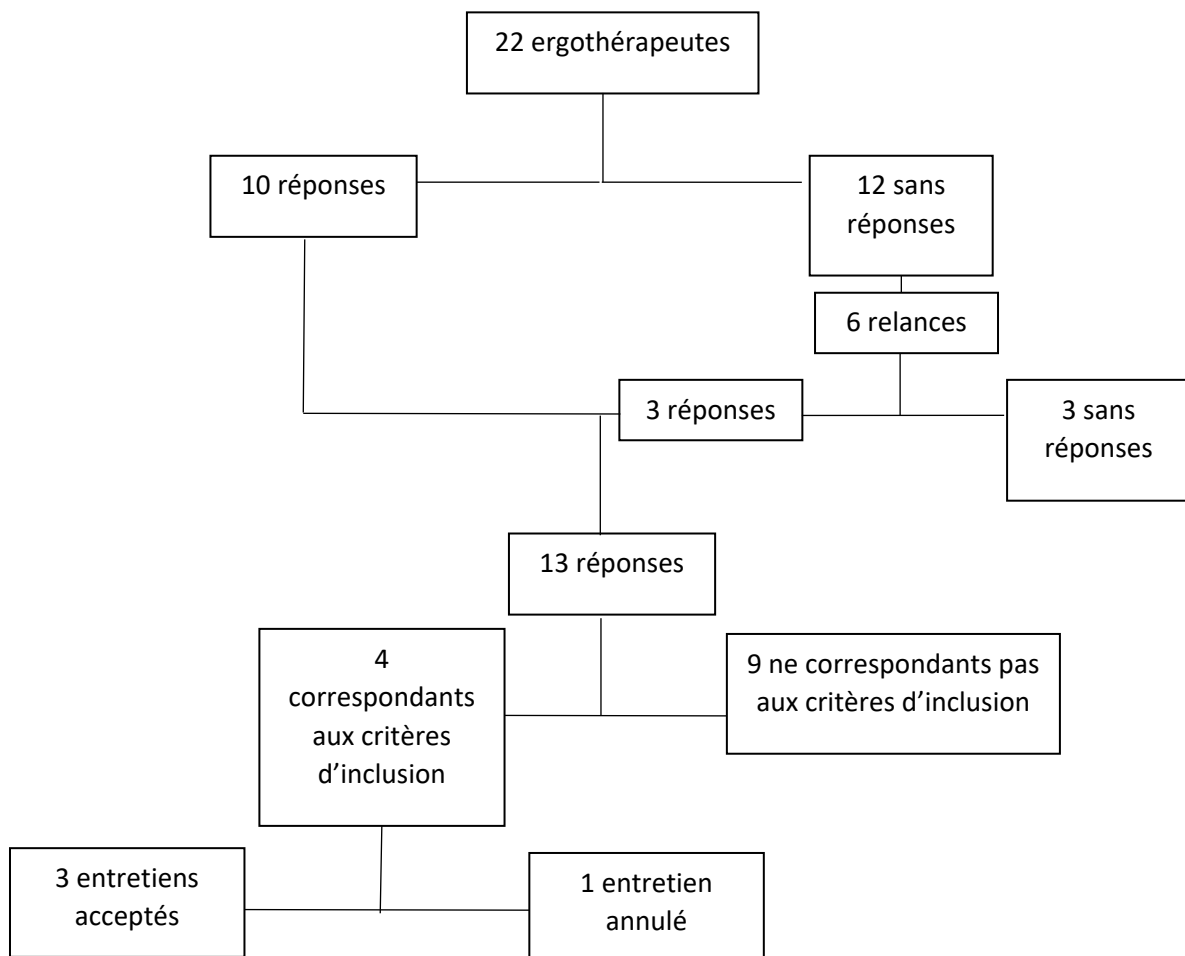 22 ergothérapeutes
10 réponses
12 sans
réponses
6 relances
3 réponses
3 sans
réponses
13 réponses
4
correspondants
aux critères
d’inclusion
9 ne correspondants pas
aux critères d’inclusion
3 entretiens
acceptés
1 entretien
annulé